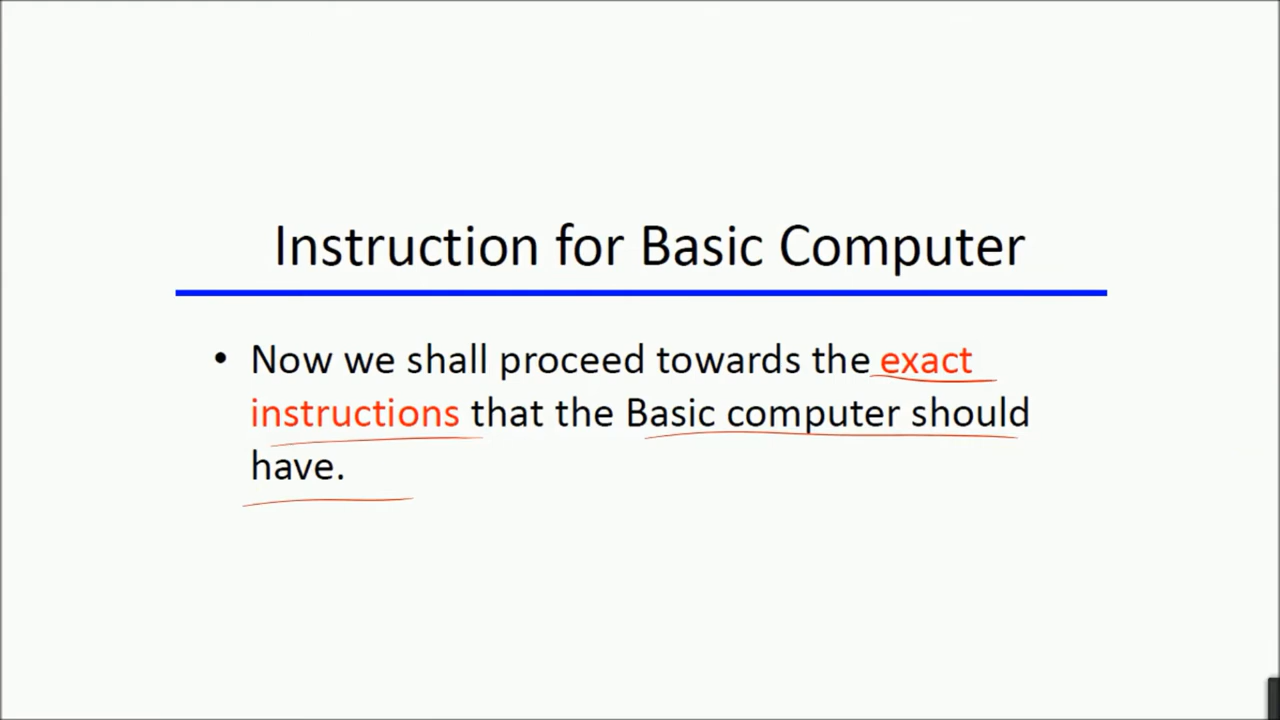 Instruction for Basic Computer
• Now we shall proceed towards the exact
instructions that the Basic computer should
have.